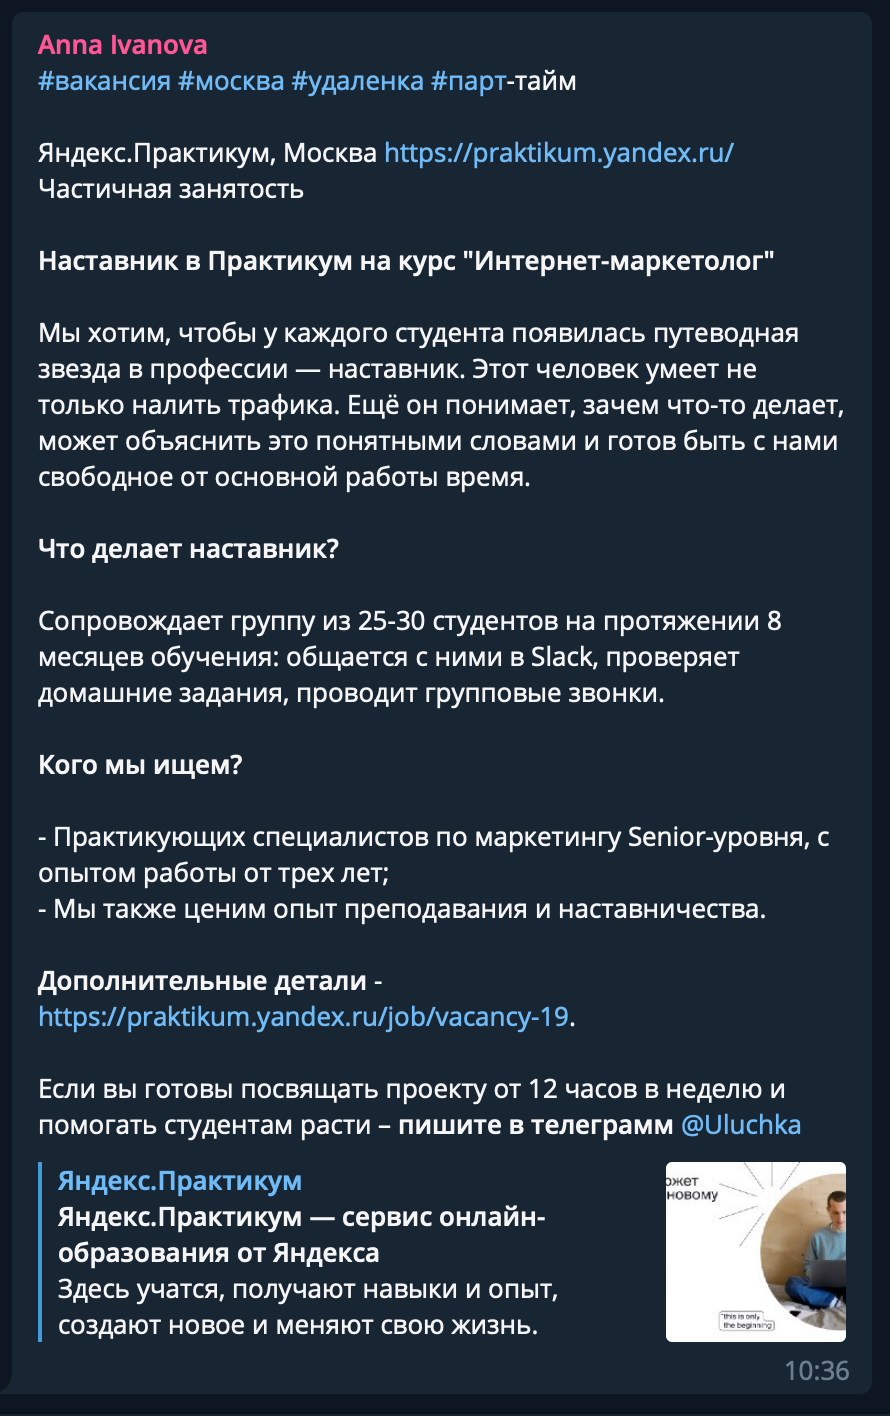 Anna Ivanova
#вакансия #москва #удаленка #парт-тайм
Яндекс.Практикум, Москва https://praktikum.yandex.ru/
Частичная занятость
Наставник в Практикум на курс "Интернет-маркетолог"
Мы хотим, чтобы у каждого студента появилась путеводная
звезда в профессии — наставник. Этот человек умеет не
только налить трафика. Ещё он понимает, зачем что-то делает,
может объяснить это понятными словами и готов быть с нами
свободное от основной работы время.
Что делает наставник?
Сопровождает группу из 25-30 студентов на протяжении 8
месяцев обучения: общается с ними в Slack, проверяет
домашние задания, проводит групповые звонки.
Кого мы ищем?
- Практикующих специалистов по маркетингу Senior-уровня, с
опытом работы от трех лет;
- Мы также ценим опыт преподавания и наставничества.
Дополнительные детали -
https://praktikum.yandex.ru/job/vacancy-19.
Если вы готовы посвящать проекту от 12 часов в неделю и
помогать студентам расти – пишите в телеграмм @Uluchka
Яндекс.Практикум
Яндекс.Практикум — сервис онлайн-
образования от Яндекса
Здесь учатся, получают навыки и опыт,
создают новое и меняют свою жизнь.
ожет
новому
"this is only
the beginning
10:36